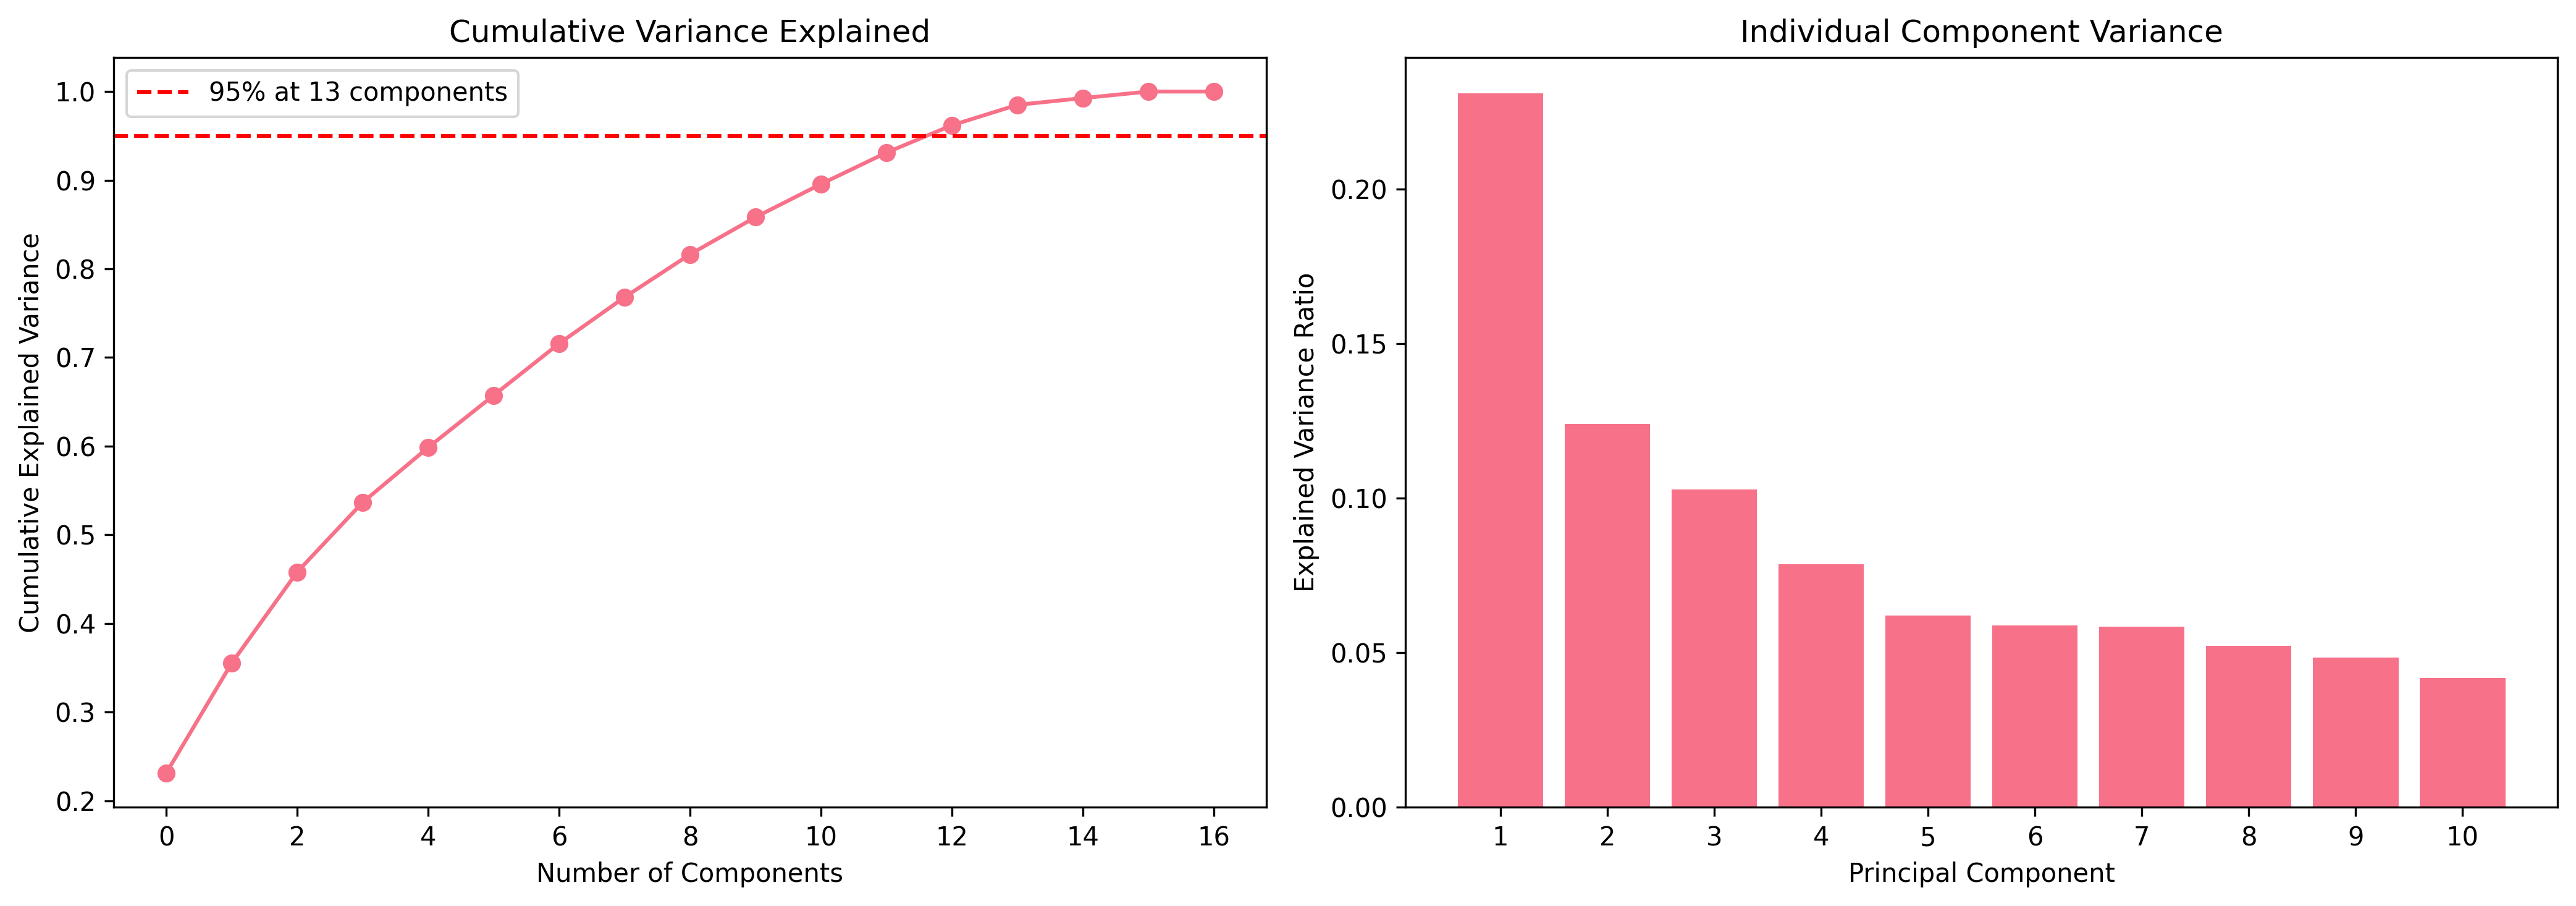 Cumulative Variance Explained
95% at 13 components
1.0
0.9
0.8
0.7
0.6
0.5
0.4
0.3
0.2
Cumulative Explained Variance
0 2 4 6 8 10 12 14 16
Number of Components
Individual Component Variance
0.20
0.15
0.10
0.05
0.00
Explained Variance Ratio
1 2 3 4 5 6 7 8 9 10
Principal Component